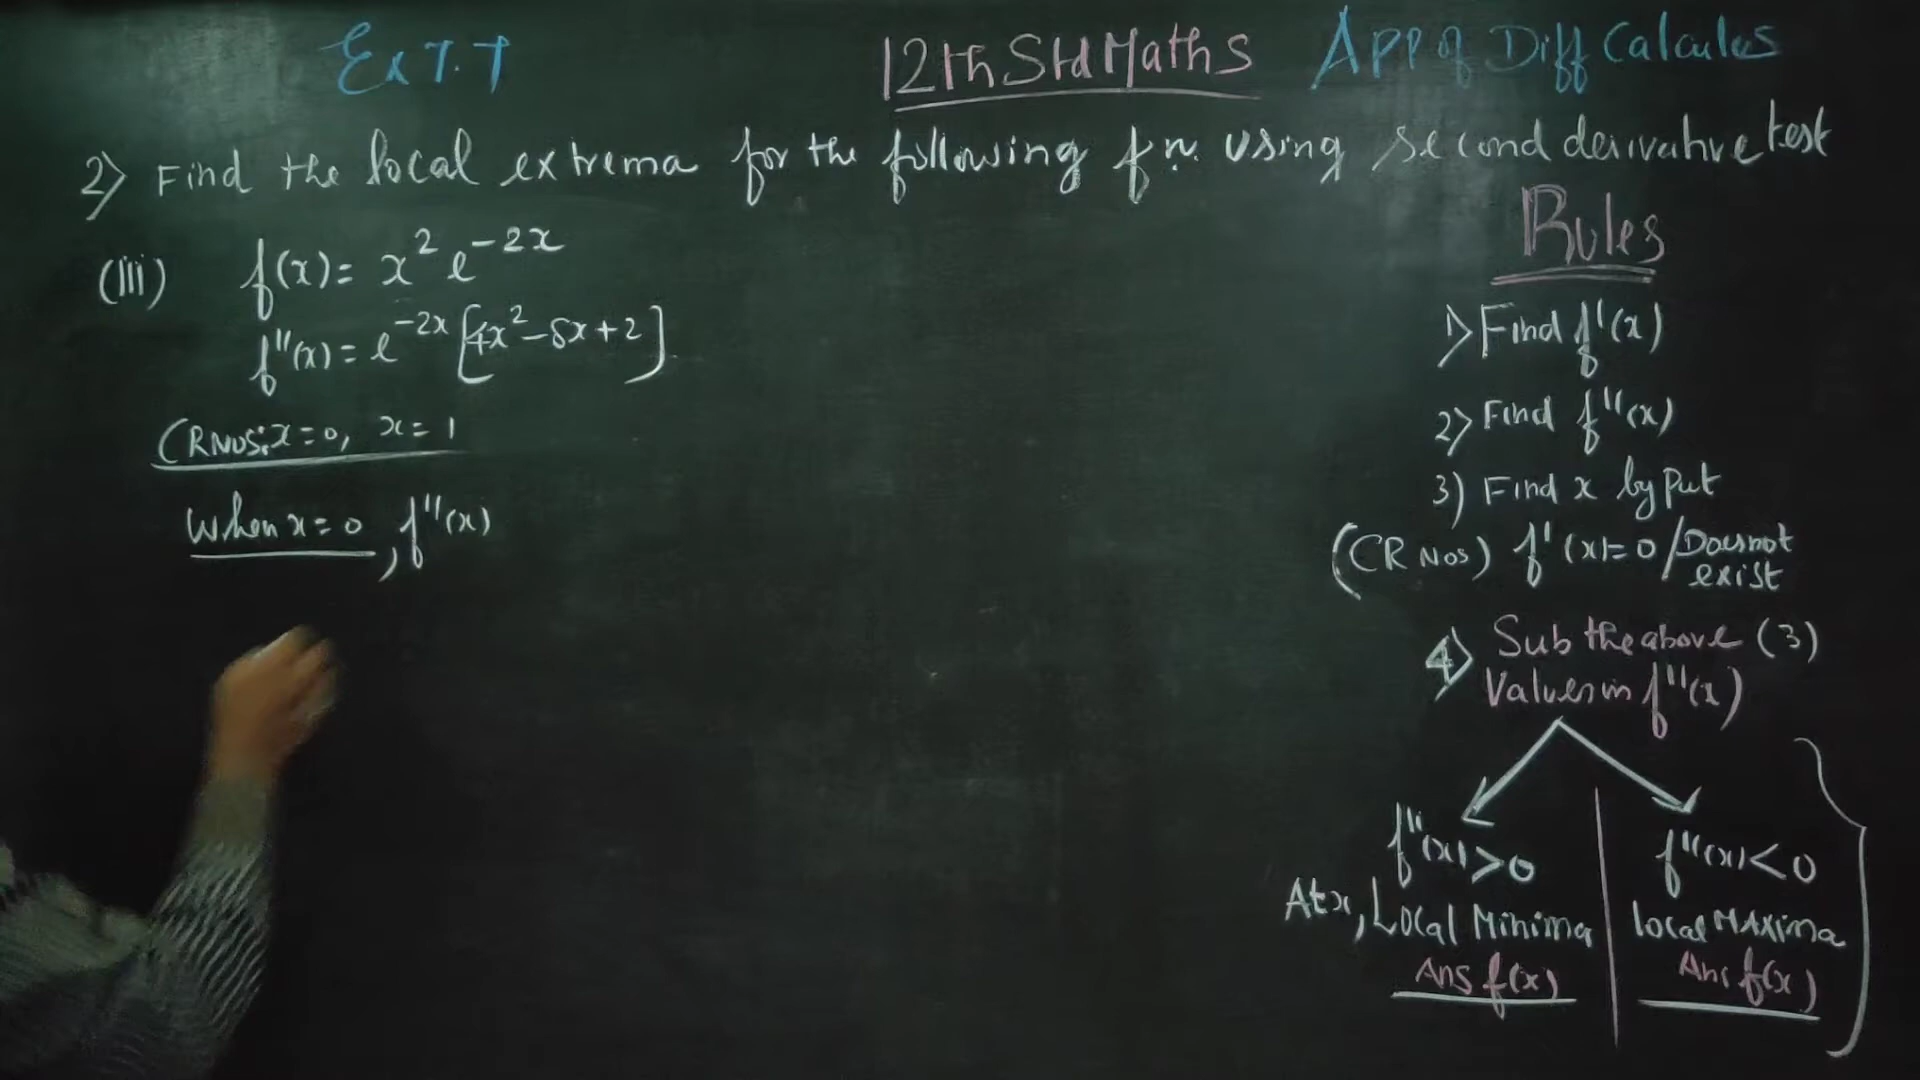 Ex 7.7 12th Std Maths App of Diff Calculus
2) Find the local extrema for the following fn. using second derivative test
(iii) f(x) = x² e^-2x
f''(x) = e^-2x [4x² - 8x + 2]
CRNOS: x = 0, x = 1
When x = 0, f''(x)
Rules
1) Find f'(x)
2) Find f''(x)
3) Find x by Put
(CR Nos) f'(x) = 0 / Does not
exist
4) Sub the above (3)
Values in f''(x)
f''(x) > 0 f''(x) < 0
At x, Local Minima local MAxima
Ans f(x) Ans f(x)